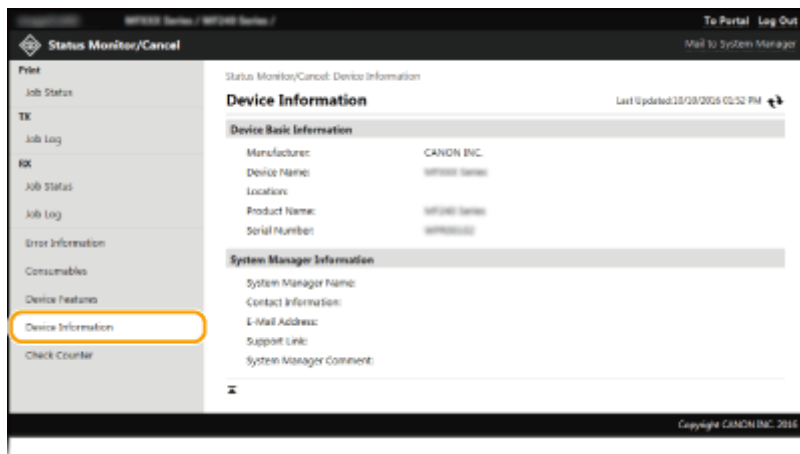 To Portal Log Out
Status Monitor/Cancel
Mail to System Manager
Print
Job Status
TX
Job Log
RX
Job Status
Job Log
Error Information
Consumables
Device Features
Device Information
Check Counter
Status Monitor/Cancel: Device Information
Device Information
Last Updated:10/10/2016 01:52 PM
Device Basic Information
Manufacturer: CANON INC.
Device Name:
Location:
Product Name:
Serial Number:
System Manager Information
System Manager Name:
Contact Information:
E-Mail Address:
Support Link:
System Manager Comment:
Copyright CANON INC. 2016